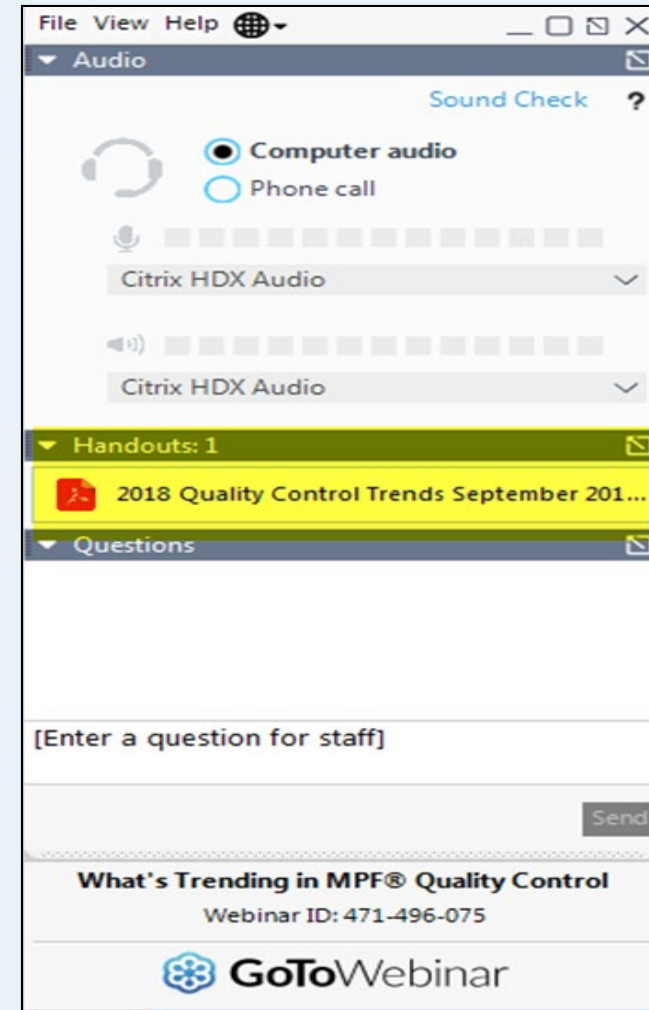 File View Help
Audio
Sound Check ?
Computer audio
Phone call
Citrix HDX Audio
Citrix HDX Audio
Handouts: 1
2018 Quality Control Trends September 201...
Questions
[Enter a question for staff]
Send
What's Trending in MPF® Quality Control
Webinar ID: 471-496-075
GoToWebinar